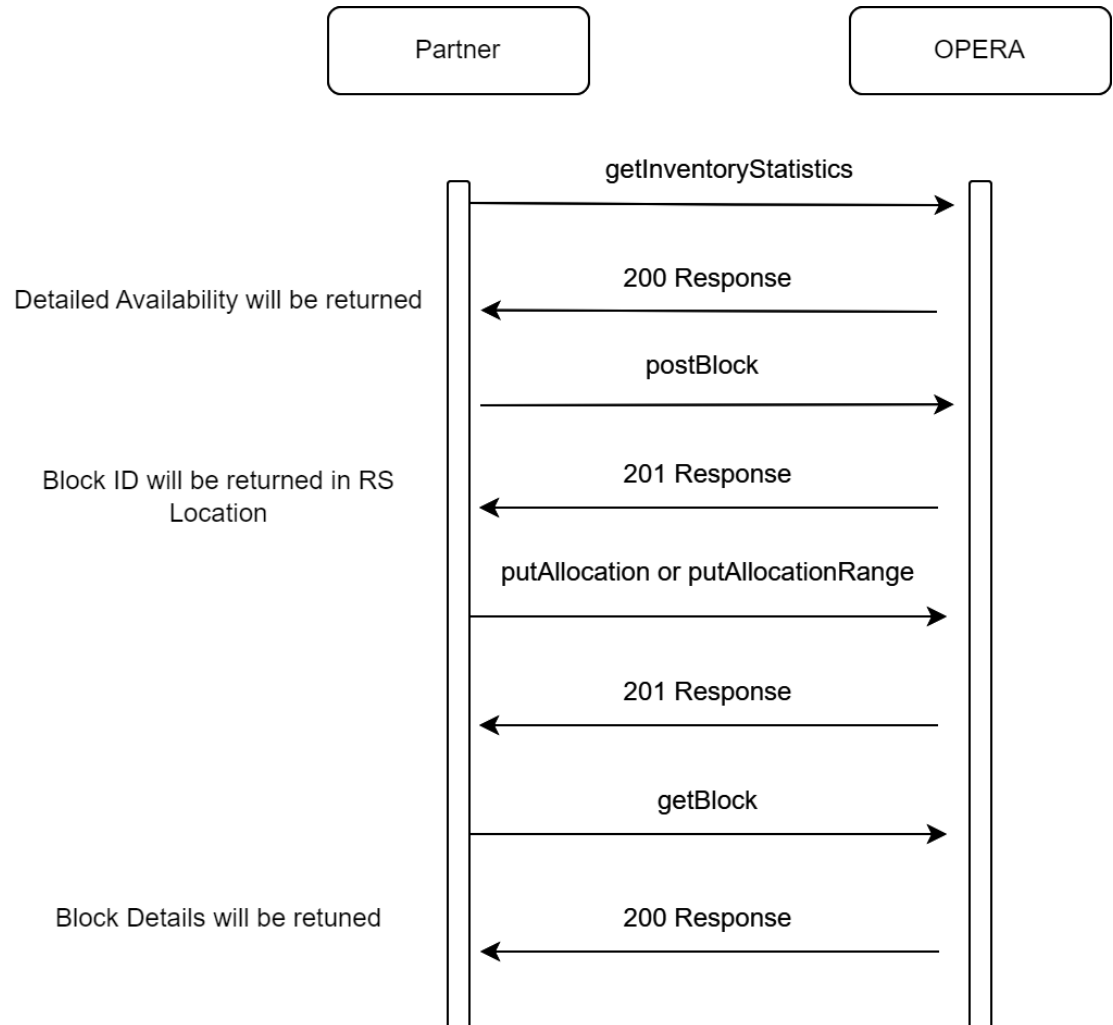 Partner
OPERA
getInventoryStatistics
200 Response
Detailed Availability will be returned
postBlock
201 Response
Block ID will be returned in RS
Location
putAllocation or putAllocationRange
201 Response
getBlock
Block Details will be retuned
200 Response